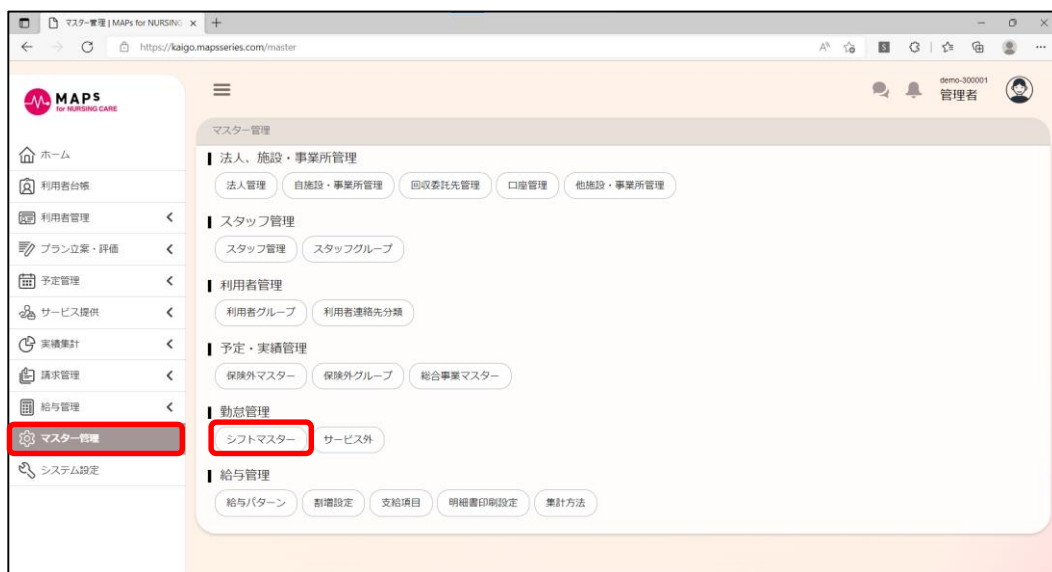 マスター管理 | MAPs for NURSING
https://kaigo.mapsseries.com/master
MAPS
for NURSING CARE
demo-300001
管理者
マスター管理
ホーム
利用者台帳
利用者管理
プラン立案・評価
予定管理
サービス提供
実績集計
請求管理
給与管理
マスター管理
システム設定
法人、施設・事業所管理
法人管理 自施設・事業所管理 回収委託先管理 口座管理 他施設・事業所管理
スタッフ管理
スタッフ管理 スタッフグループ
利用者管理
利用者グループ 利用者連絡先分類
予定・実績管理
保険外マスター 保険外グループ 総合事業マスター
勤怠管理
シフトマスター サービス外
給与管理
給与パターン 割増設定 支給項目 明細書印刷設定 集計方法